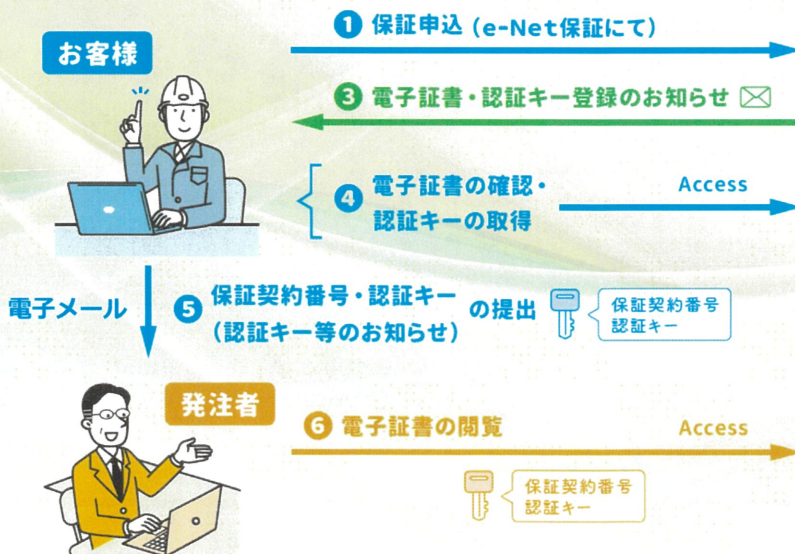 お客様
❶ 保証申込(e-Net保証にて)
❸ 電子証書・認証キー登録のお知らせ
❹ 電子証書の確認・
認証キーの取得
Access
電子メール
❺ 保証契約番号・認証キー
(認証キー等のお知らせ)
の提出
保証契約番号
認証キー
発注者
❻ 電子証書の閲覧
Access
保証契約番号
認証キー